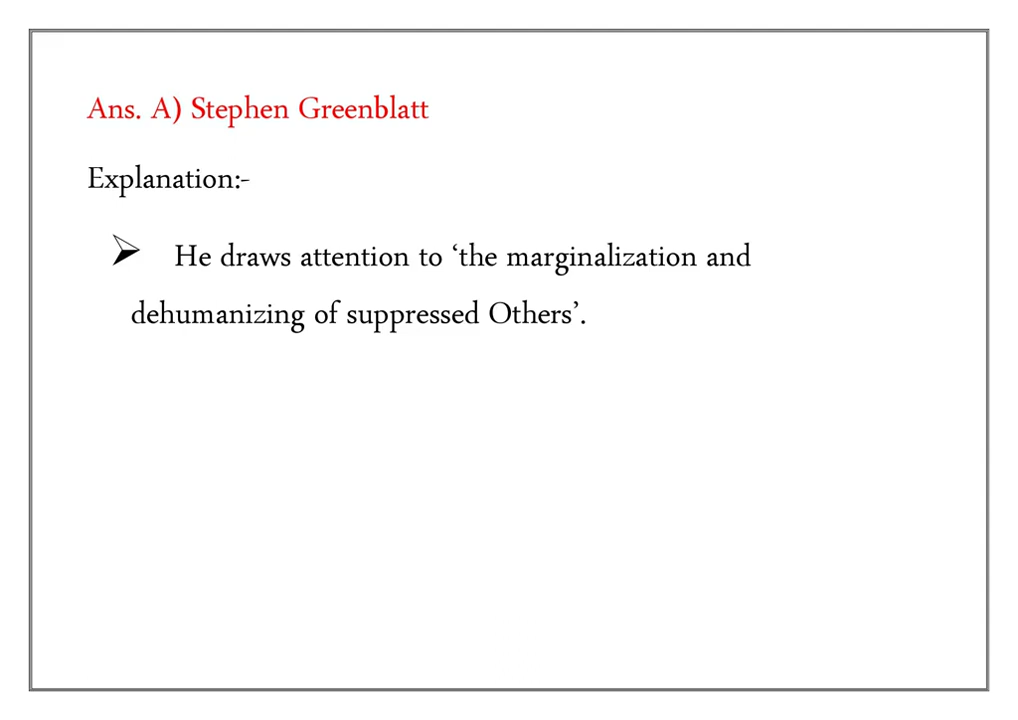 Ans. A) Stephen Greenblatt
Explanation:-
➢ He draws attention to ‘the marginalization and
dehumanizing of suppressed Others’.